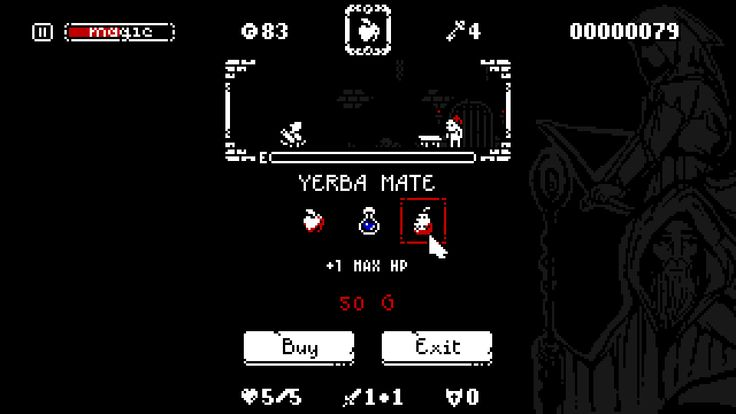 magic
G 83
4
00000079
E
YERBA MATE
+1 MAX HP
50 G
Buy
Exit
5/5
1+1
0